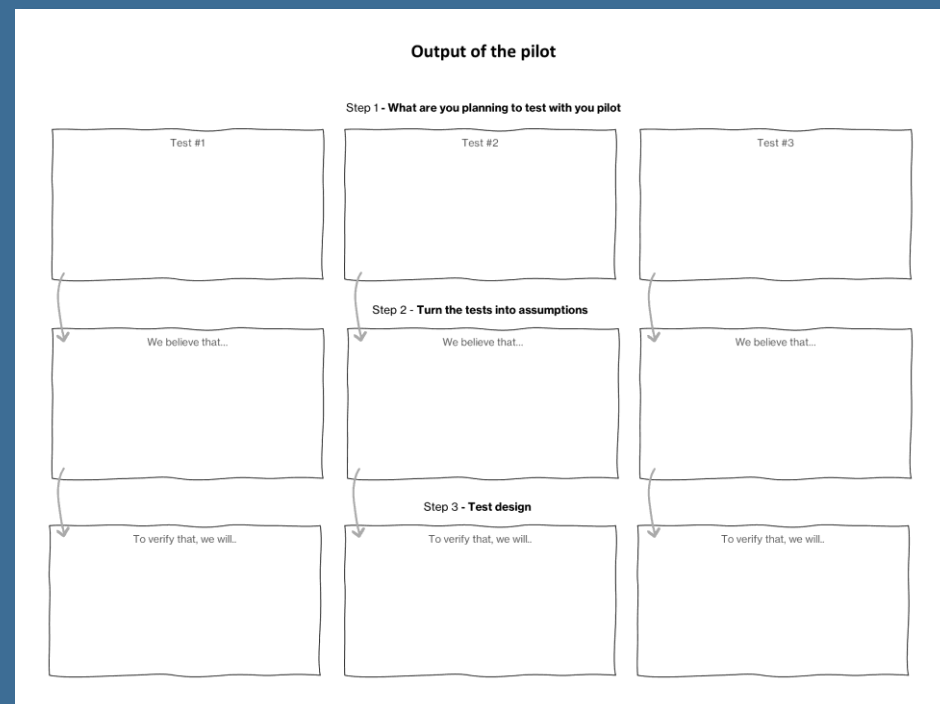 Output of the pilot
Step 1 - What are you planning to test with you pilot
Test #1
Test #2
Test #3
Step 2 - Turn the tests into assumptions
We believe that...
We believe that...
We believe that...
Step 3 - Test design
To verify that, we will..
To verify that, we will..
To verify that, we will..